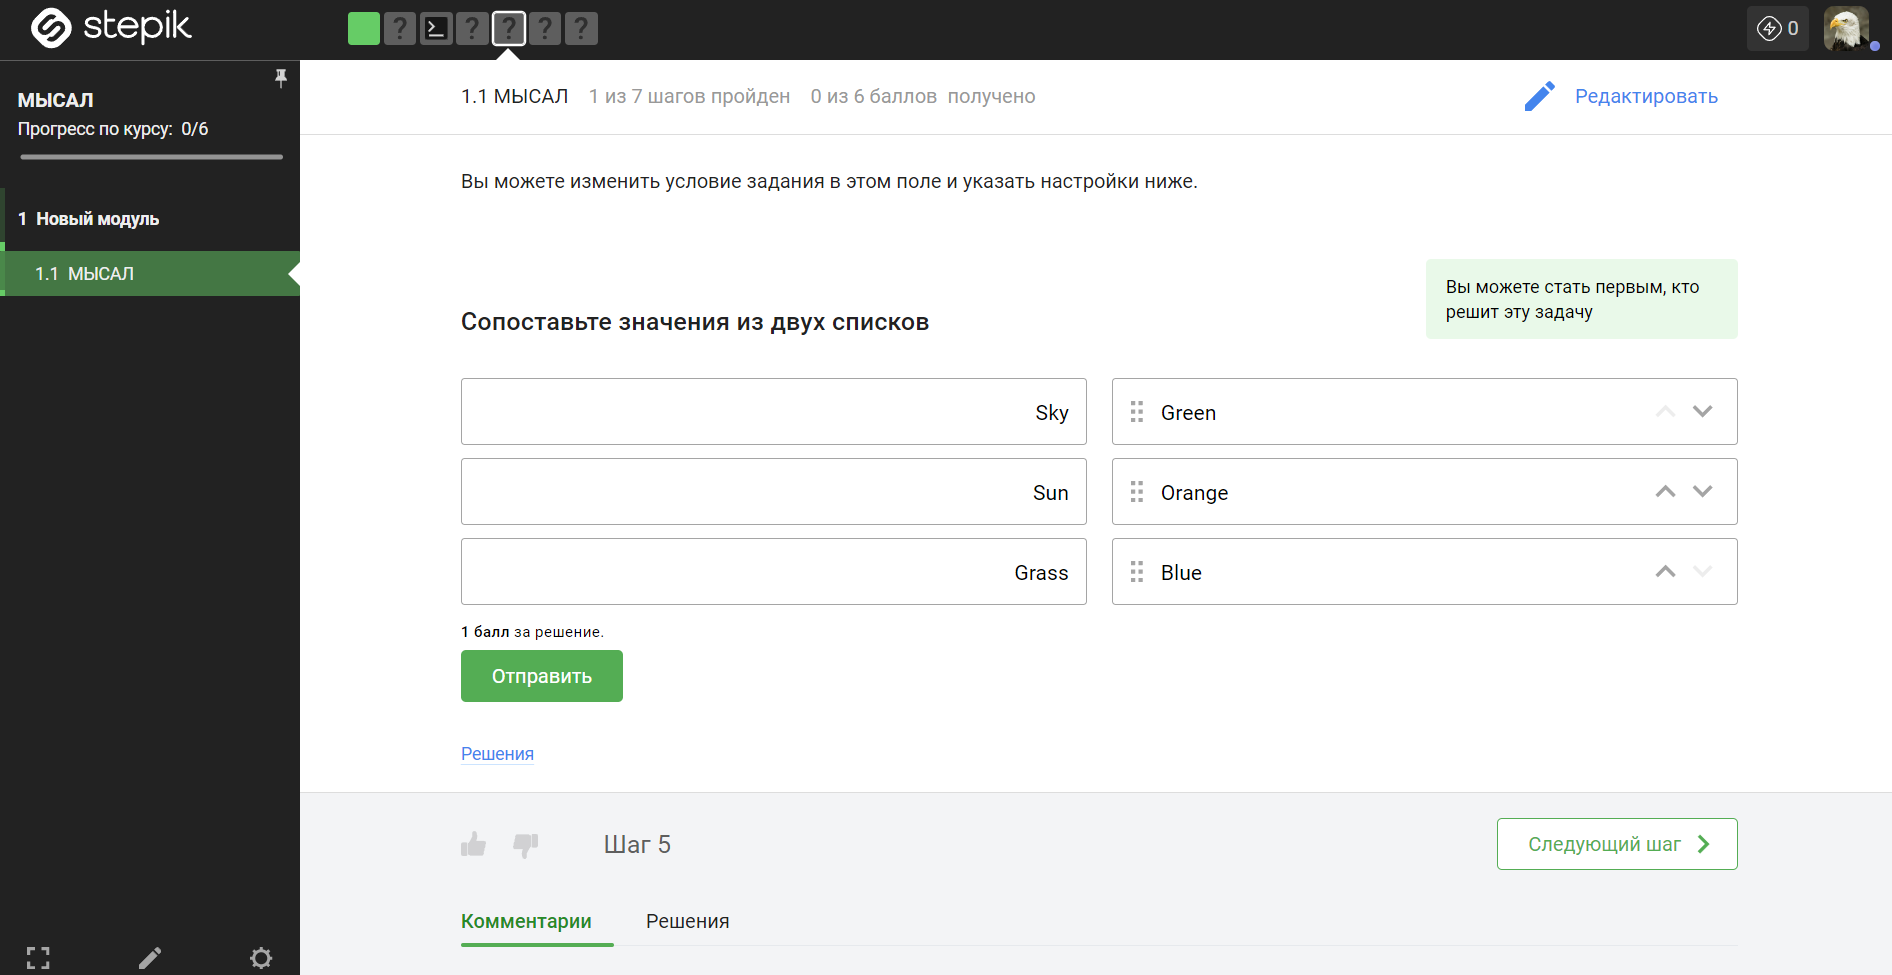 stepik
? ? ? ? ?
0
МЫСАЛ
Прогресс по курсу: 0/6
1 Новый модуль
1.1 МЫСАЛ
1.1 МЫСАЛ 1 из 7 шагов пройден 0 из 6 баллов получено
Редактировать
Вы можете изменить условие задания в этом поле и указать настройки ниже.
Вы можете стать первым, кто
решит эту задачу
Сопоставьте значения из двух списков
Sky Green
Sun Orange
Grass Blue
1 балл за решение.
Отправить
Решения
Шаг 5
Следующий шаг
Комментарии Решения